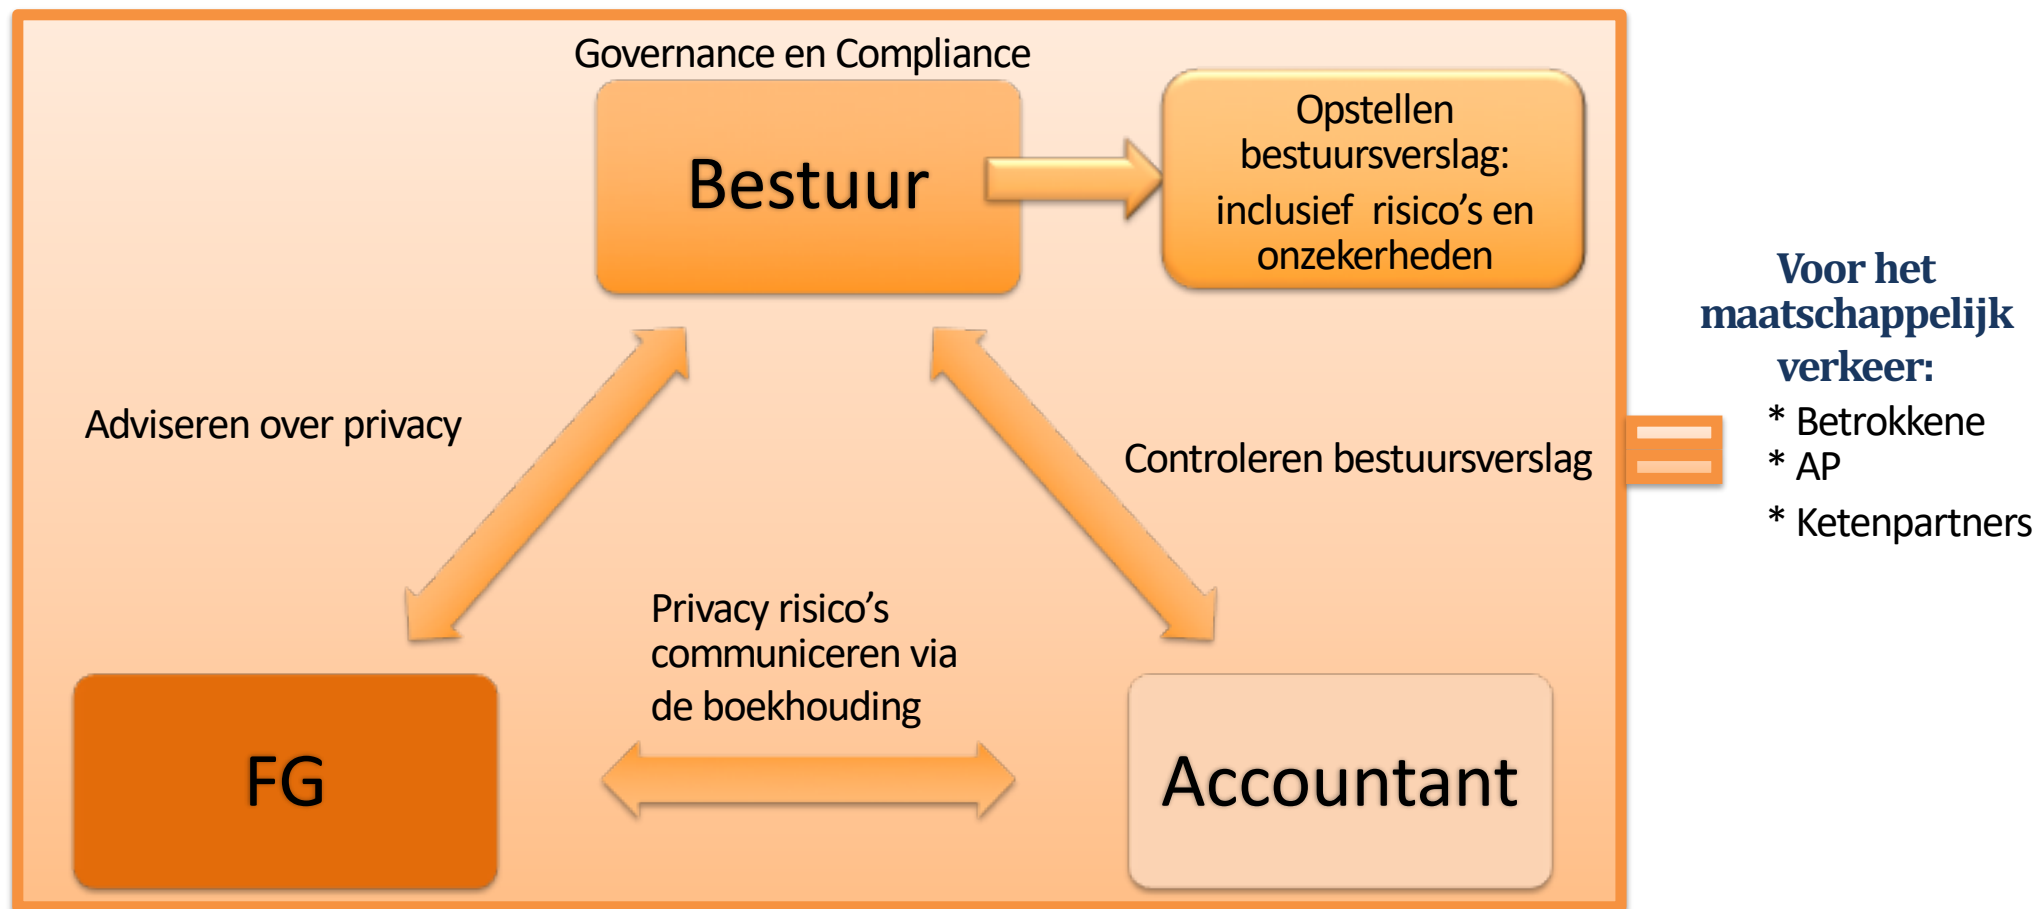 Governance en Compliance
Bestuur
Opstellen
bestuursverslag:
inclusief risico’s en
onzekerheden
Adviseren over privacy
Controleren bestuursverslag
Privacy risico’s
communiceren via
de boekhouding
FG
Accountant
Voor het
maatschappelijk
verkeer:
* Betrokkene
* AP
* Ketenpartners